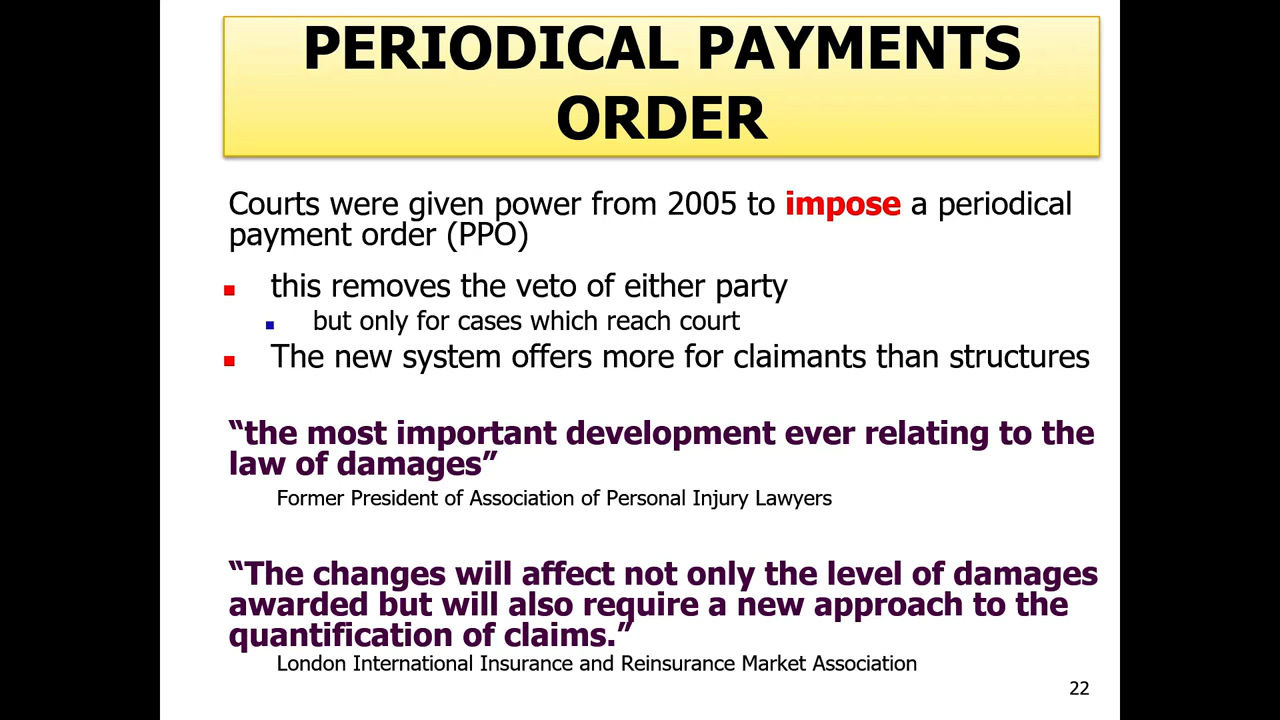 PERIODICAL PAYMENTS
ORDER
Courts were given power from 2005 to impose a periodical
payment order (PPO)
this removes the veto of either party
but only for cases which reach court
The new system offers more for claimants than structures
“the most important development ever relating to the
law of damages”
Former President of Association of Personal Injury Lawyers
“The changes will affect not only the level of damages
awarded but will also require a new approach to the
quantification of claims.”
London International Insurance and Reinsurance Market Association
22